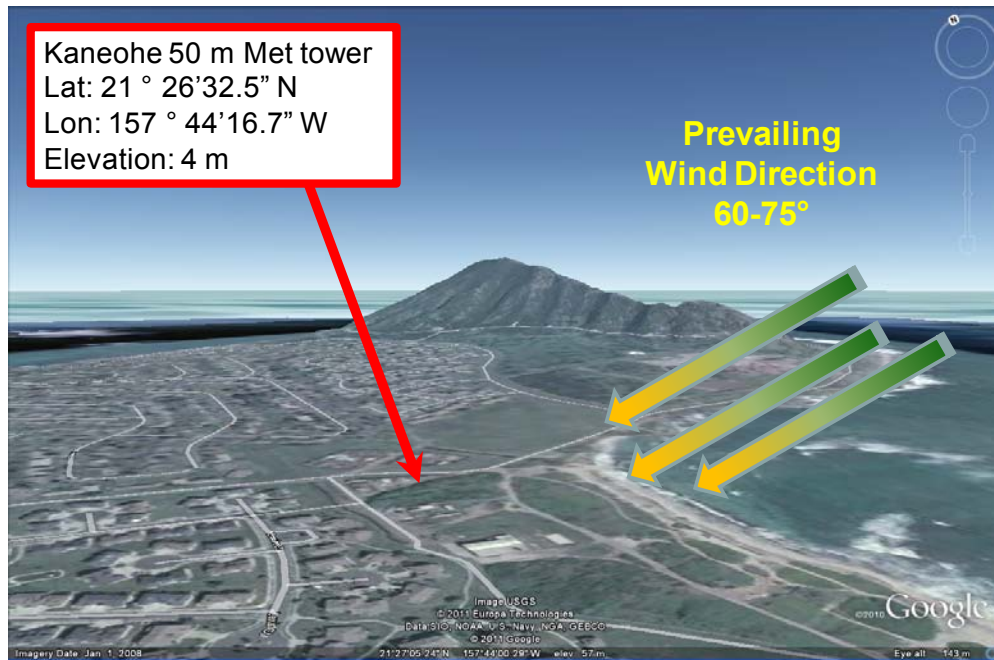 Kaneohe 50 m Met tower
Lat: 21 ° 26’32.5” N
Lon: 157 ° 44’16.7” W
Elevation: 4 m
N
Prevailing
Wind Direction
60-75°
Image USGS
© 2011 Europa Technologies
Data SIO, NOAA, U.S. Navy, NGA, GEBCO
© 2011 Google
©2010 Google
Imagery Date: Jan 1, 2008
21°27'05.24" N 157°44'00.29" W elev 57 m
Eye alt 143 m